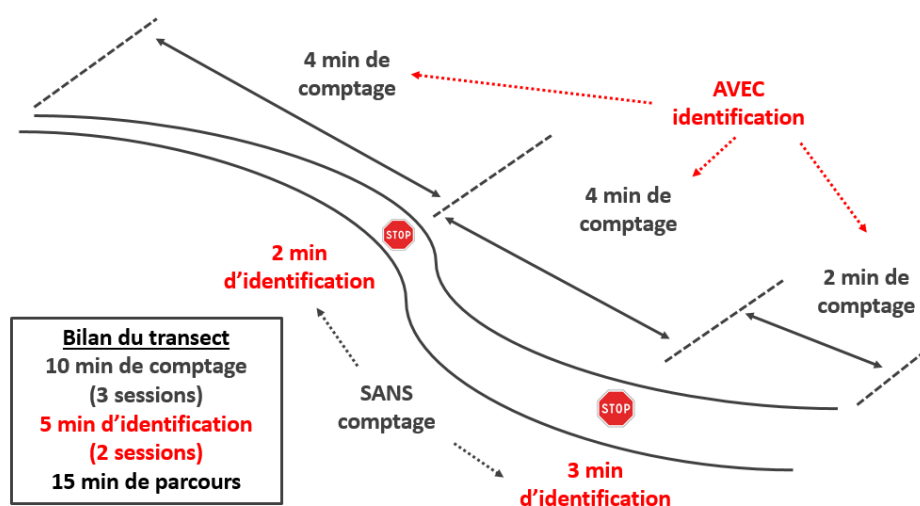 4 min de
comptage
AVEC
identification
4 min de
comptage
STOP
2 min
d’identification
2 min de
comptage
Bilan du transect
10 min de comptage
(3 sessions)
5 min d’identification
(2 sessions)
15 min de parcours
SANS
comptage
STOP
3 min
d’identification